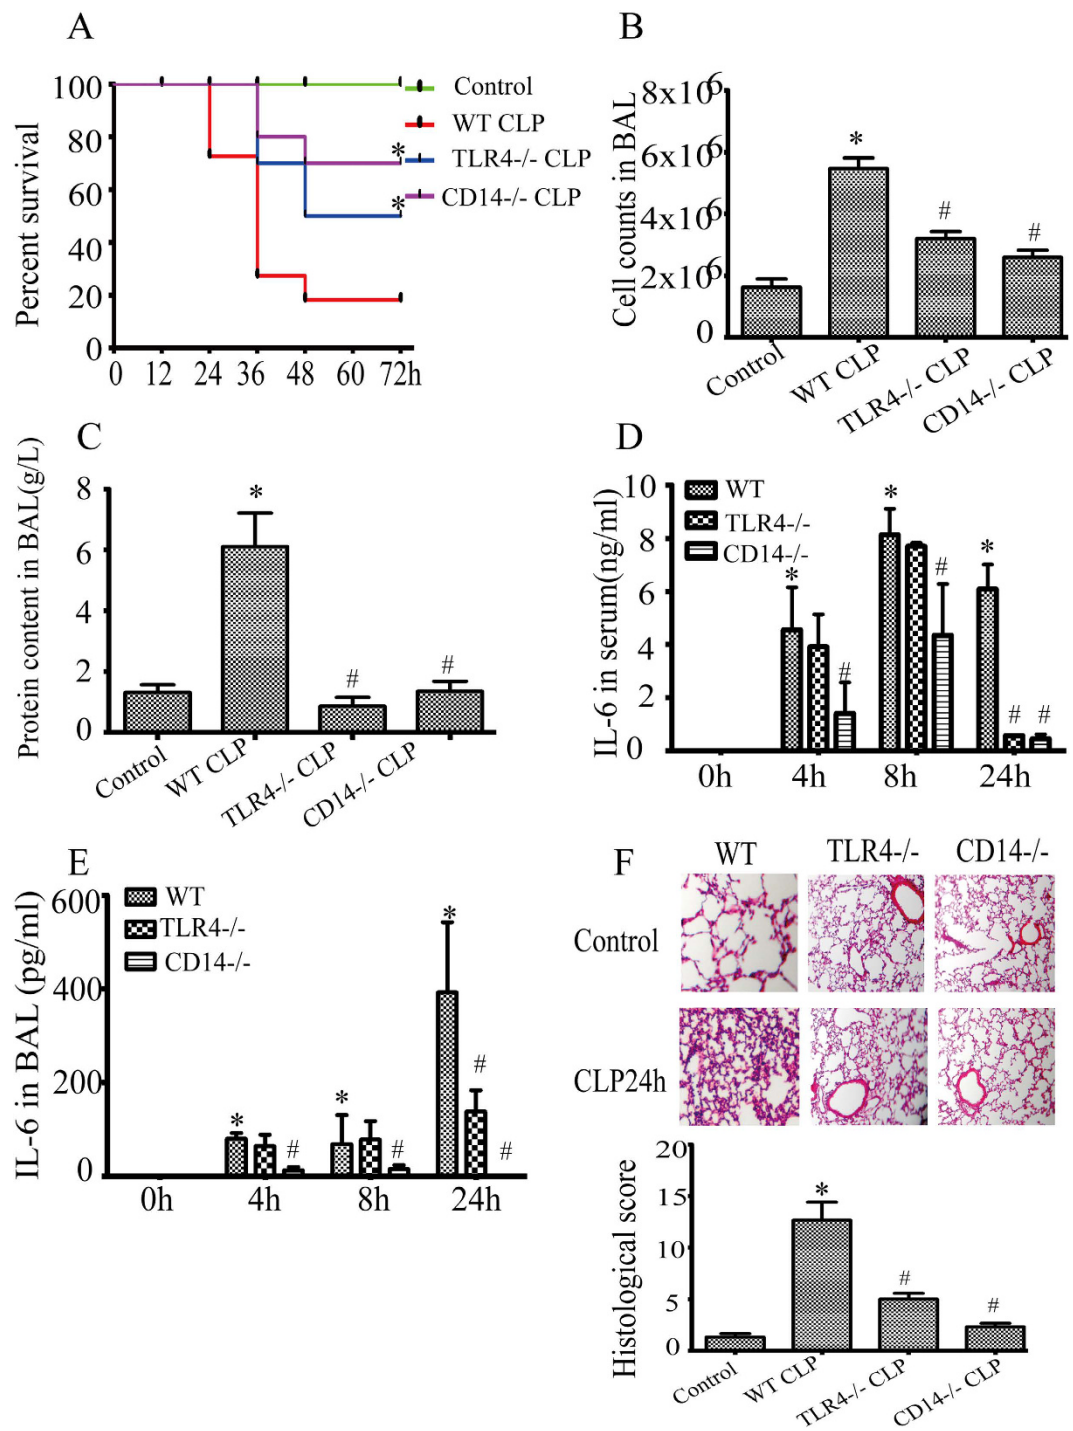 A
Percent survival
100
80
60
40
20
0
0 12 24 36 48 60 72h
*
*
Control
WT CLP
TLR4-/- CLP
CD14-/- CLP
B
Cell counts in BAL
8x10^6
6x10^6
4x10^6
2x10^6
0
*
#
#
Control
WT CLP
TLR4-/- CLP
CD14-/- CLP
C
Protein content in BAL(g/L)
8
6
4
2
0
*
#
#
Control
WT CLP
TLR4-/- CLP
CD14-/- CLP
D
IL-6 in serum(ng/ml)
10
8
6
4
2
0
WT
TLR4-/-
CD14-/-
* # * # * # #
0h 4h 8h 24h
E
IL-6 in BAL (pg/ml)
600
400
200
0
WT
TLR4-/-
CD14-/-
* # * # * # #
0h 4h 8h 24h
F
WT TLR4-/- CD14-/-
Control
CLP24h
Histological score
20
15
10
5
0
*
#
#
Control
WT CLP
TLR4-/- CLP
CD14-/- CLP